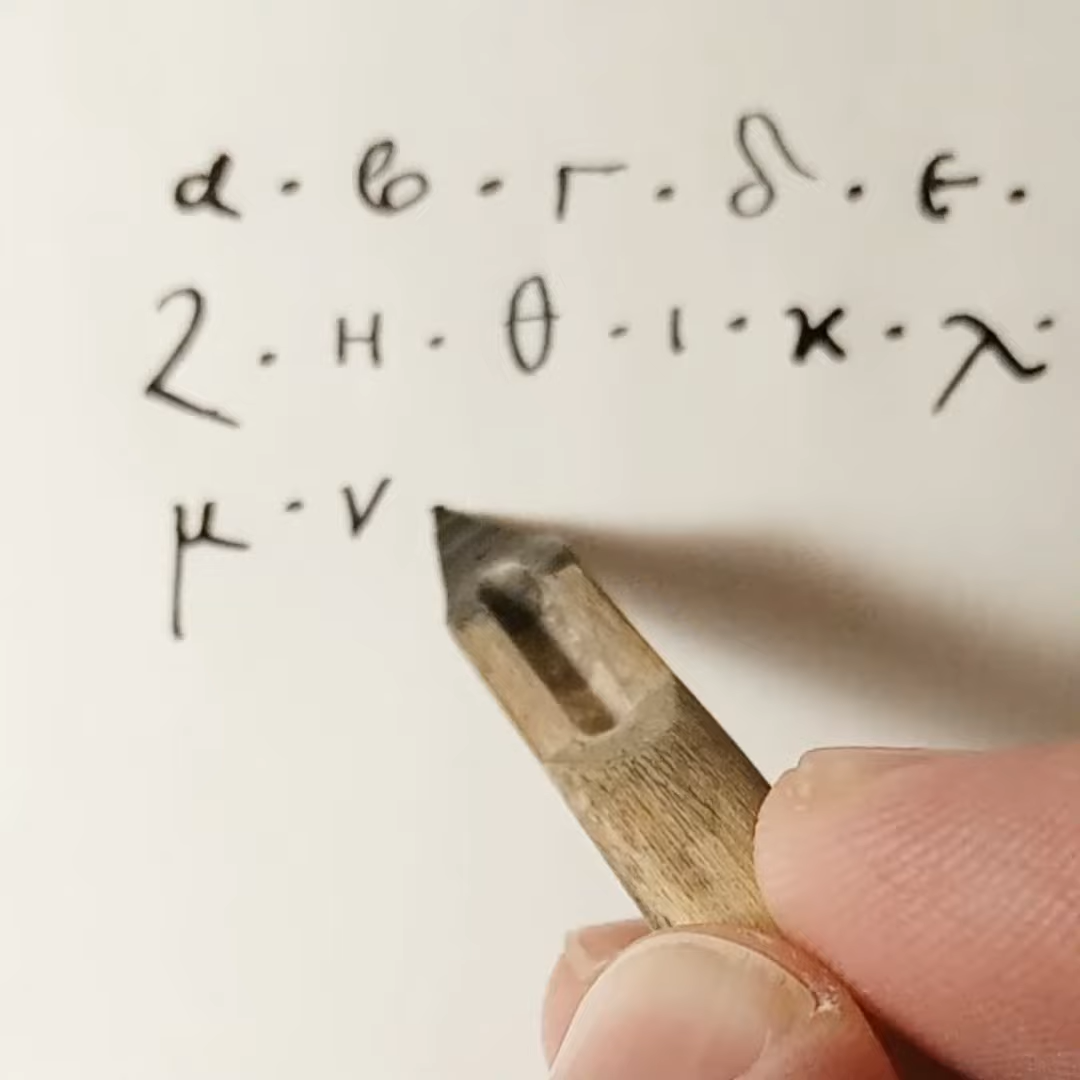 α · β · γ · δ · ε ·
ζ · η · θ · ι · κ · λ ·
μ · ν